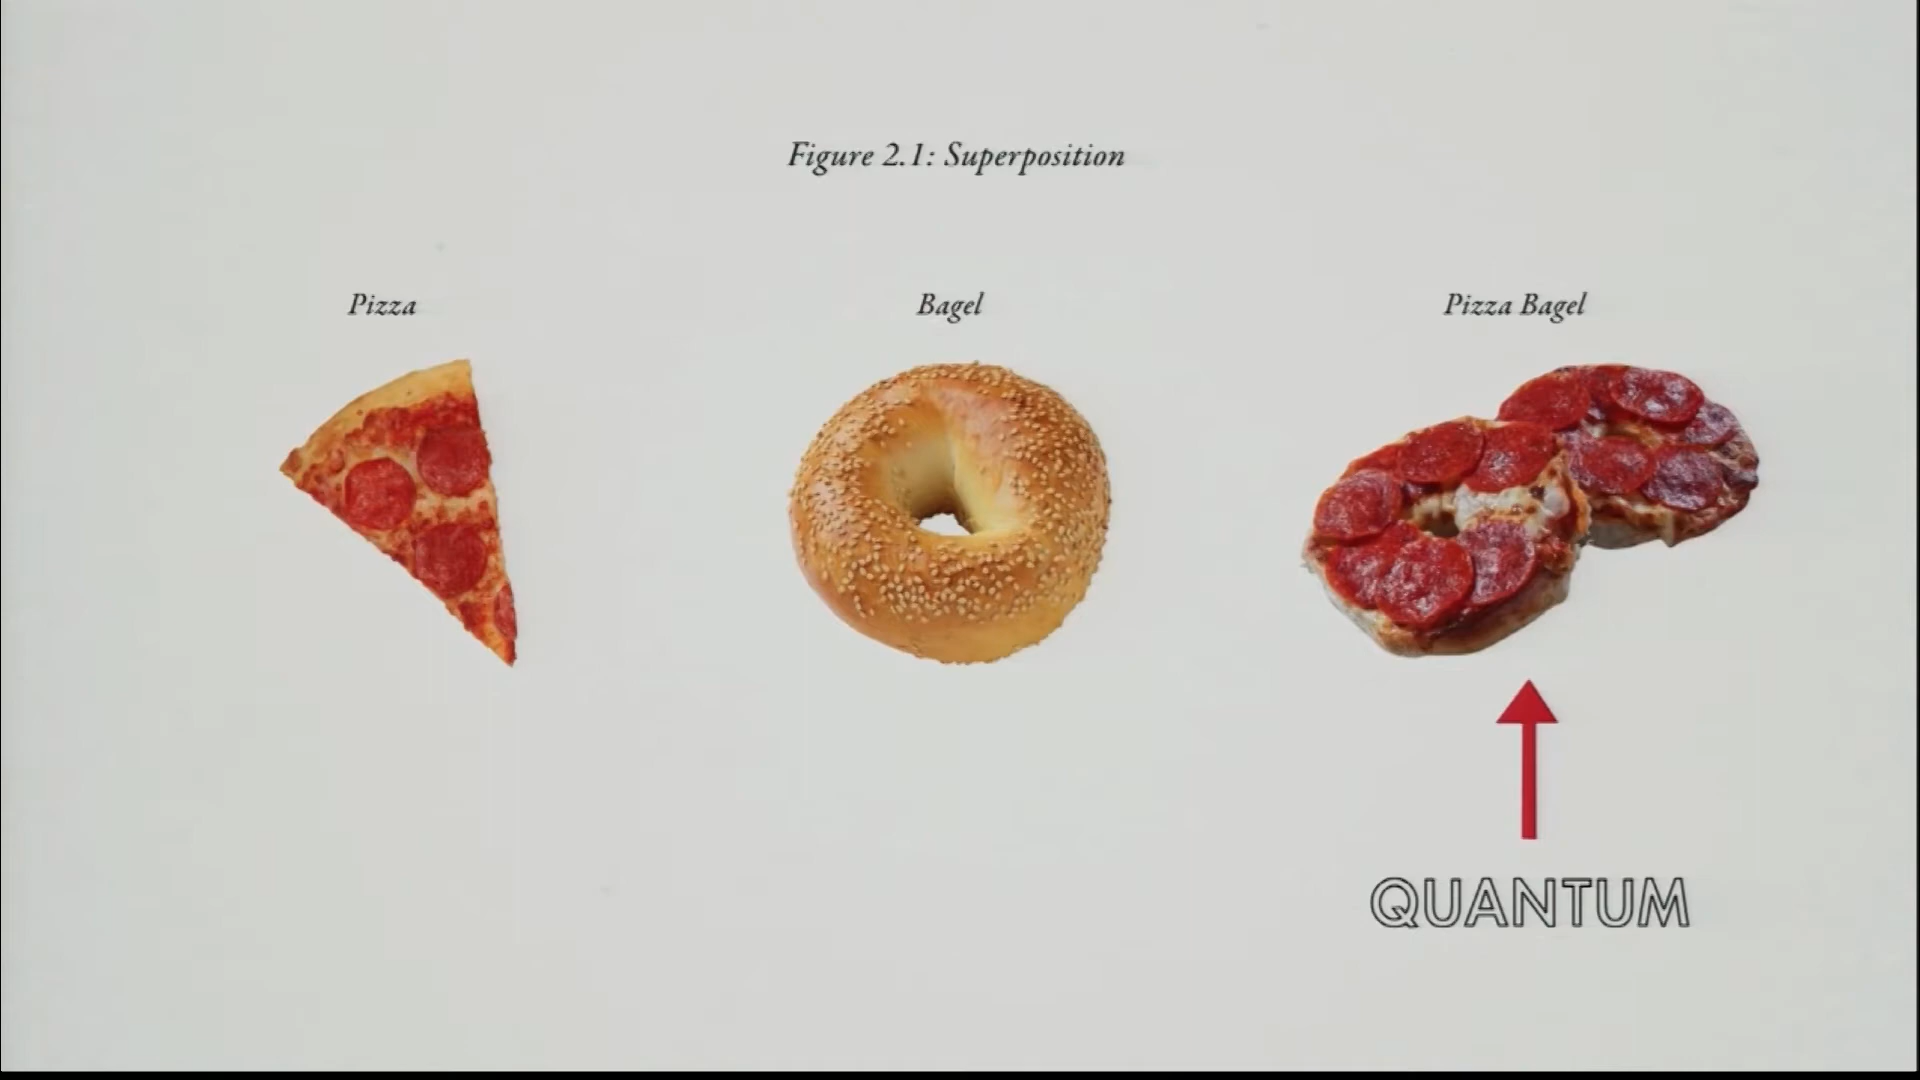 Figure 2.1: Superposition
Pizza
Bagel
Pizza Bagel
QUANTUM